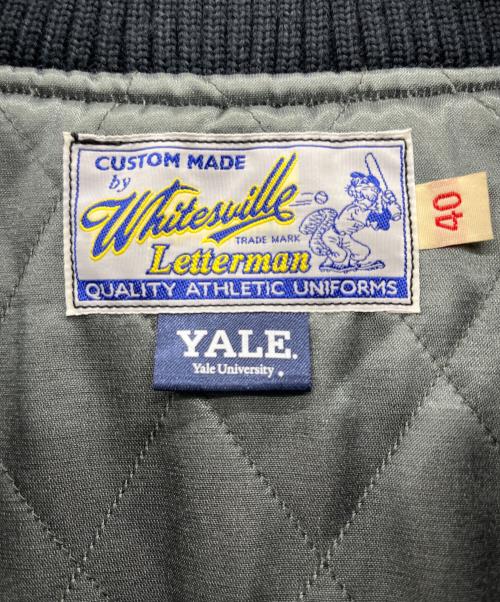 CUSTOM MADE
by
Whitesville
TRADE MARK
Letterman
QUALITY ATHLETIC UNIFORMS
40
YALE.
Yale University.